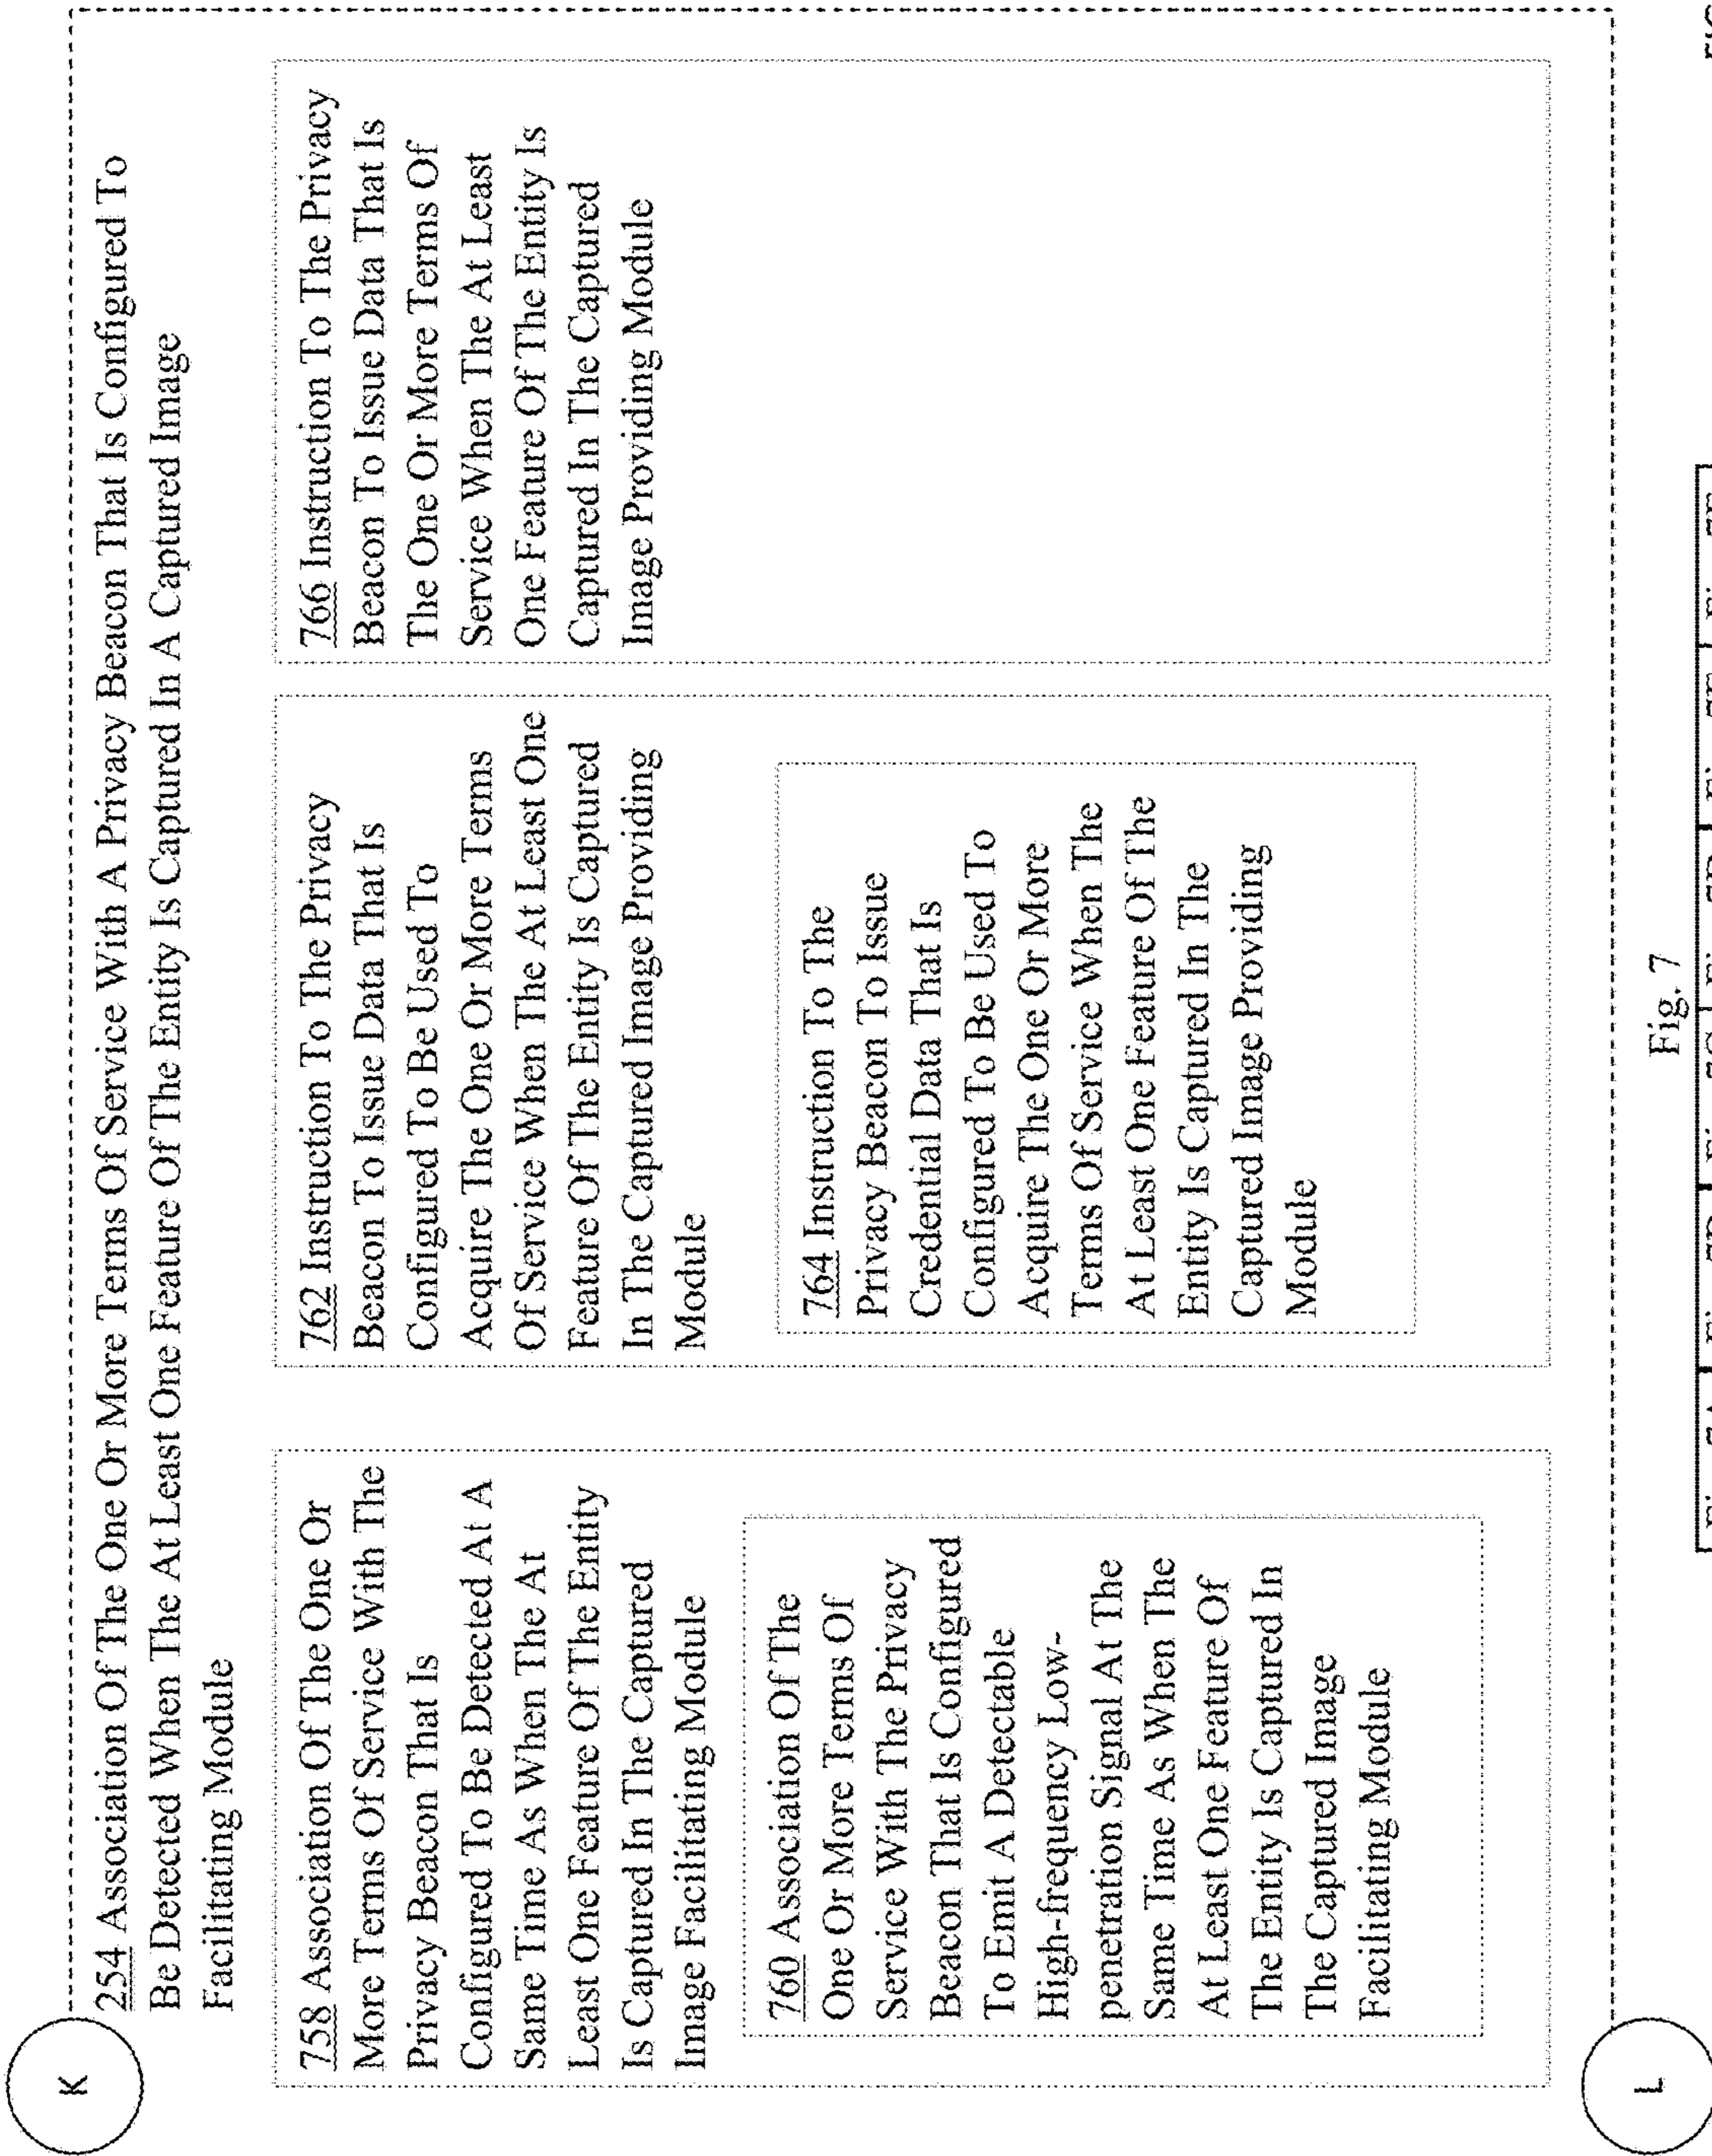 K
254 Association Of The One Or More Terms Of Service With A Privacy Beacon That Is Configured To
Be Detected When The At Least One Feature Of The Entity Is Captured In A Captured Image
Facilitating Module
758 Association Of The One Or
More Terms Of Service With The
Privacy Beacon That Is
Configured To Be Detected At A
Same Time As When The At
Least One Feature Of The Entity
Is Captured In The Captured
Image Facilitating Module
760 Association Of The
One Or More Terms Of
Service With The Privacy
Beacon That Is Configured
To Emit A Detectable
High-frequency Low-
penetration Signal At The
Same Time As When The
At Least One Feature Of
The Entity Is Captured In
The Captured Image
Facilitating Module
762 Instruction To The Privacy
Beacon To Issue Data That Is
Configured To Be Used To
Acquire The One Or More Terms
Of Service When The At Least One
Feature Of The Entity Is Captured
In The Captured Image Providing
Module
764 Instruction To The
Privacy Beacon To Issue
Credential Data That Is
Configured To Be Used To
Acquire The One Or More
Terms Of Service When The
At Least One Feature Of The
Entity Is Captured In The
Captured Image Providing
Module
766 Instruction To The Privacy
Beacon To Issue Data That Is
The One Or More Terms Of
Service When The At Least
One Feature Of The Entity Is
Captured In The Captured
Image Providing Module
L
Fig. 7